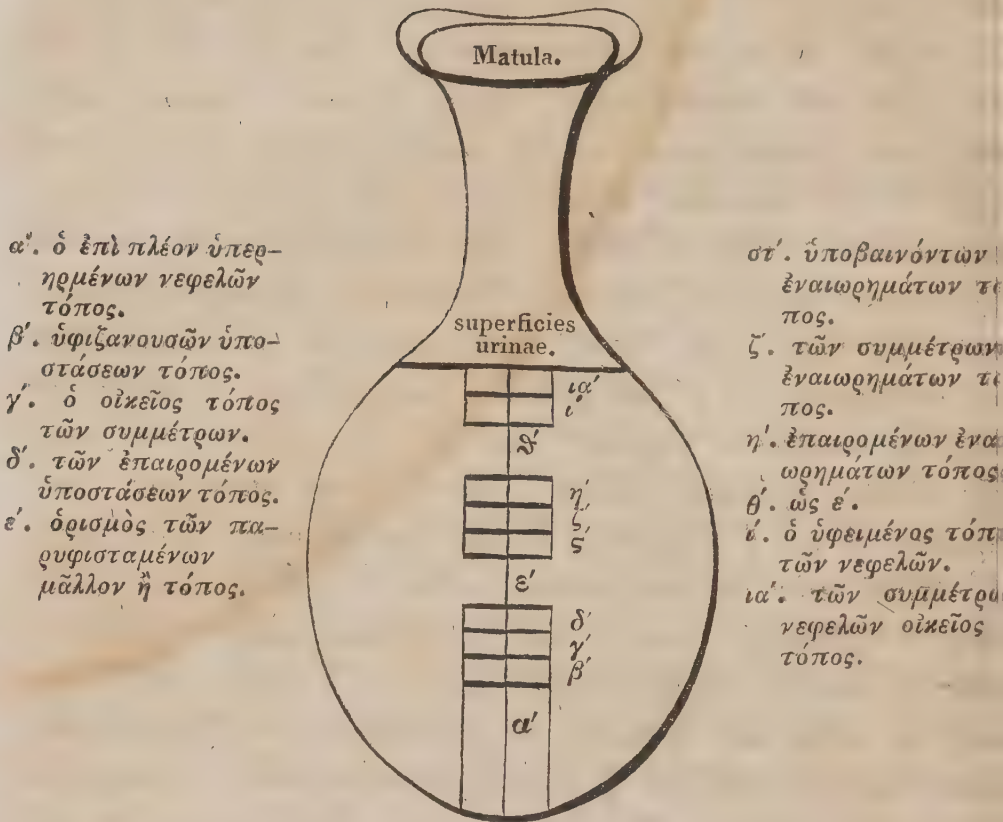 Matula.
α'. ὁ ἐπὶ πλέον ὑπερ-
ηρμένων νεφελῶν
τόπος.
β'. ὑφιζανουσῶν ὑπο-
στάσεων τόπος.
γ'. ὁ οἰκεῖος τόπος
τῶν συμμέτρων.
δ'. τῶν ἐπαιρομένων
ὑποστάσεων τόπος.
ε'. ὁρισμὸς τῶν πα-
ρυφισταμένων
μᾶλλον ἢ τόπος.
superficies
urinae.
ια'
ι'
ϑ'
η'
ζ'
ς'
ε'
δ'
γ'
β'
α'
στ'. ὑποβαινόντων
ἐναιωρημάτων τό
πος.
ζ'. τῶν συμμέτρων
ἐναιωρημάτων τό
πος.
η'. ἐπαιρομένων ἐνα
ωρημάτων τόπος
θ'. ὡς ε'.
ί. ὁ ὑφειμένος τόπ
τῶν νεφελῶν.
ια'. τῶν συμμέτρω
νεφελῶν οἰκεῖος
τόπος.